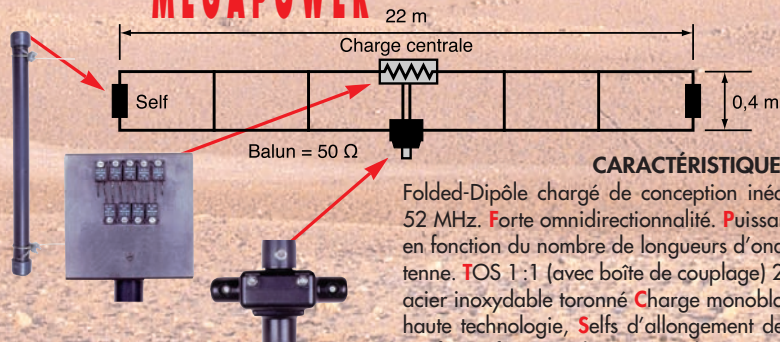 MEGAPOWER
22 m
Charge centrale
Self
0,4 m
Balun = 50 Ω
CARACTÉRISTIQUE
Folded-Dipôle chargé de conception inéd
52 MHz. Forte omnidirectionnalité. Puissa
en fonction du nombre de longueurs d'ond
tenne. TOS 1:1 (avec boîte de couplage) 2
acier inoxydable toronné Charge monoblo
haute technologie, Selfs d'allongement de